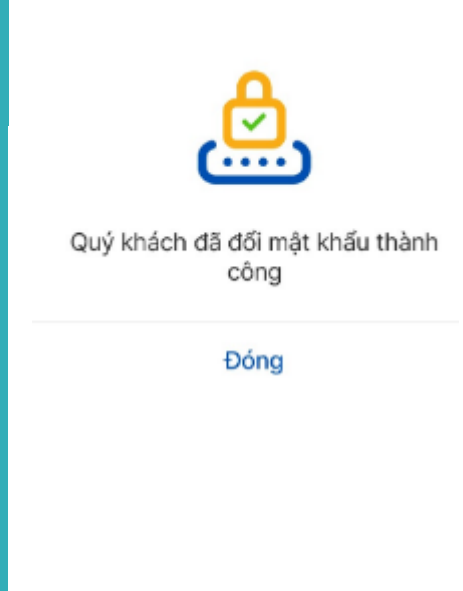 Quý khách đã đổi mật khẩu thành
công
Đóng